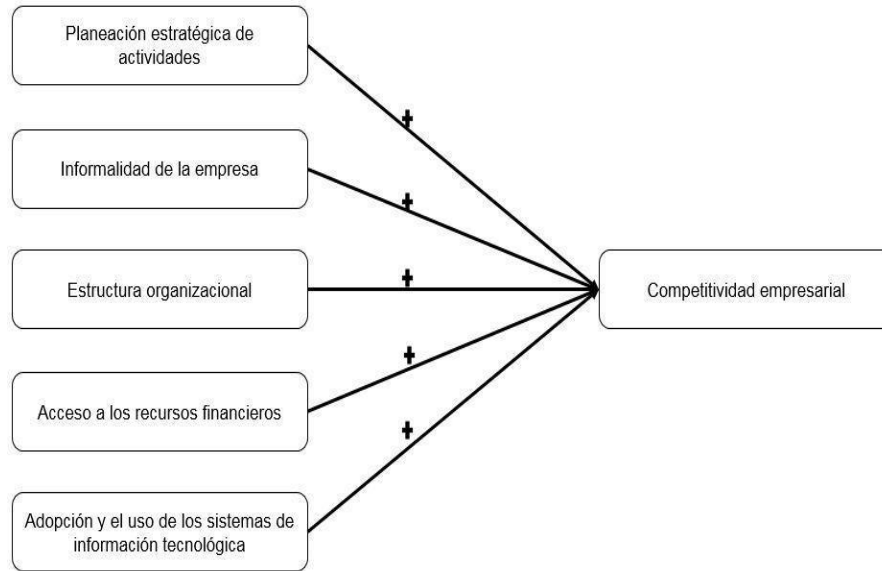 Planeación estratégica de
actividades
+
Informalidad de la empresa
+
Estructura organizacional
+
Competitividad empresarial
+
Acceso a los recursos financieros
+
Adopción y el uso de los sistemas de
información tecnológica